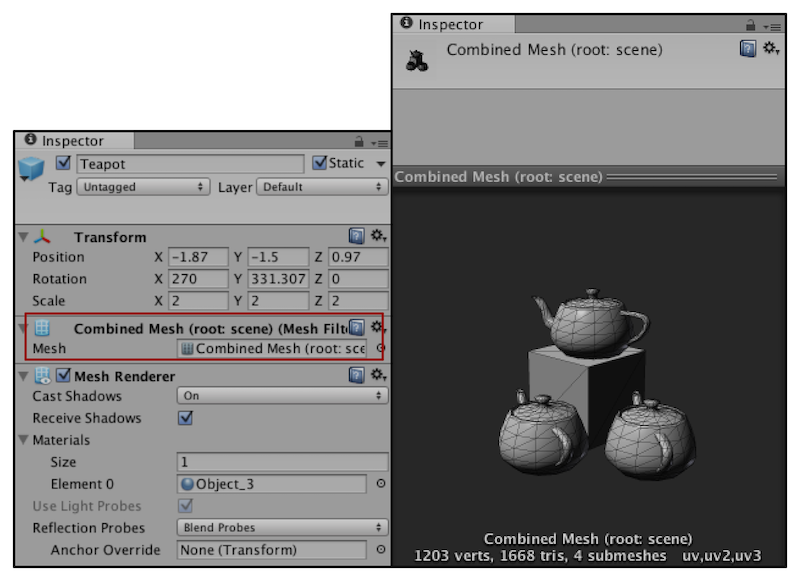 Inspector
Teapot
Static
Tag Untagged Layer Default
Transform
Position X -1.87 Y -1.5 Z 0.97
Rotation X 270 Y 331.307 Z 0
Scale X 2 Y 2 Z 2
Combined Mesh (root: scene) (Mesh Filte
Mesh Combined Mesh (root: sce
Mesh Renderer
Cast Shadows On
Receive Shadows
Materials
Size 1
Element 0 Object_3
Use Light Probes
Reflection Probes Blend Probes
Anchor Override None (Transform)
Inspector
Combined Mesh (root: scene)
Combined Mesh (root: scene)
Combined Mesh (root: scene)
1203 verts, 1668 tris, 4 submeshes uv,uv2,uv3